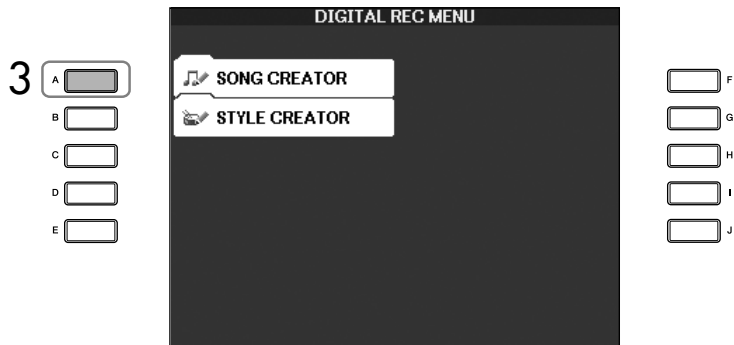 DIGITAL REC MENU
3
A
SONG CREATOR
F
B
STYLE CREATOR
G
C
H
D
I
E
J